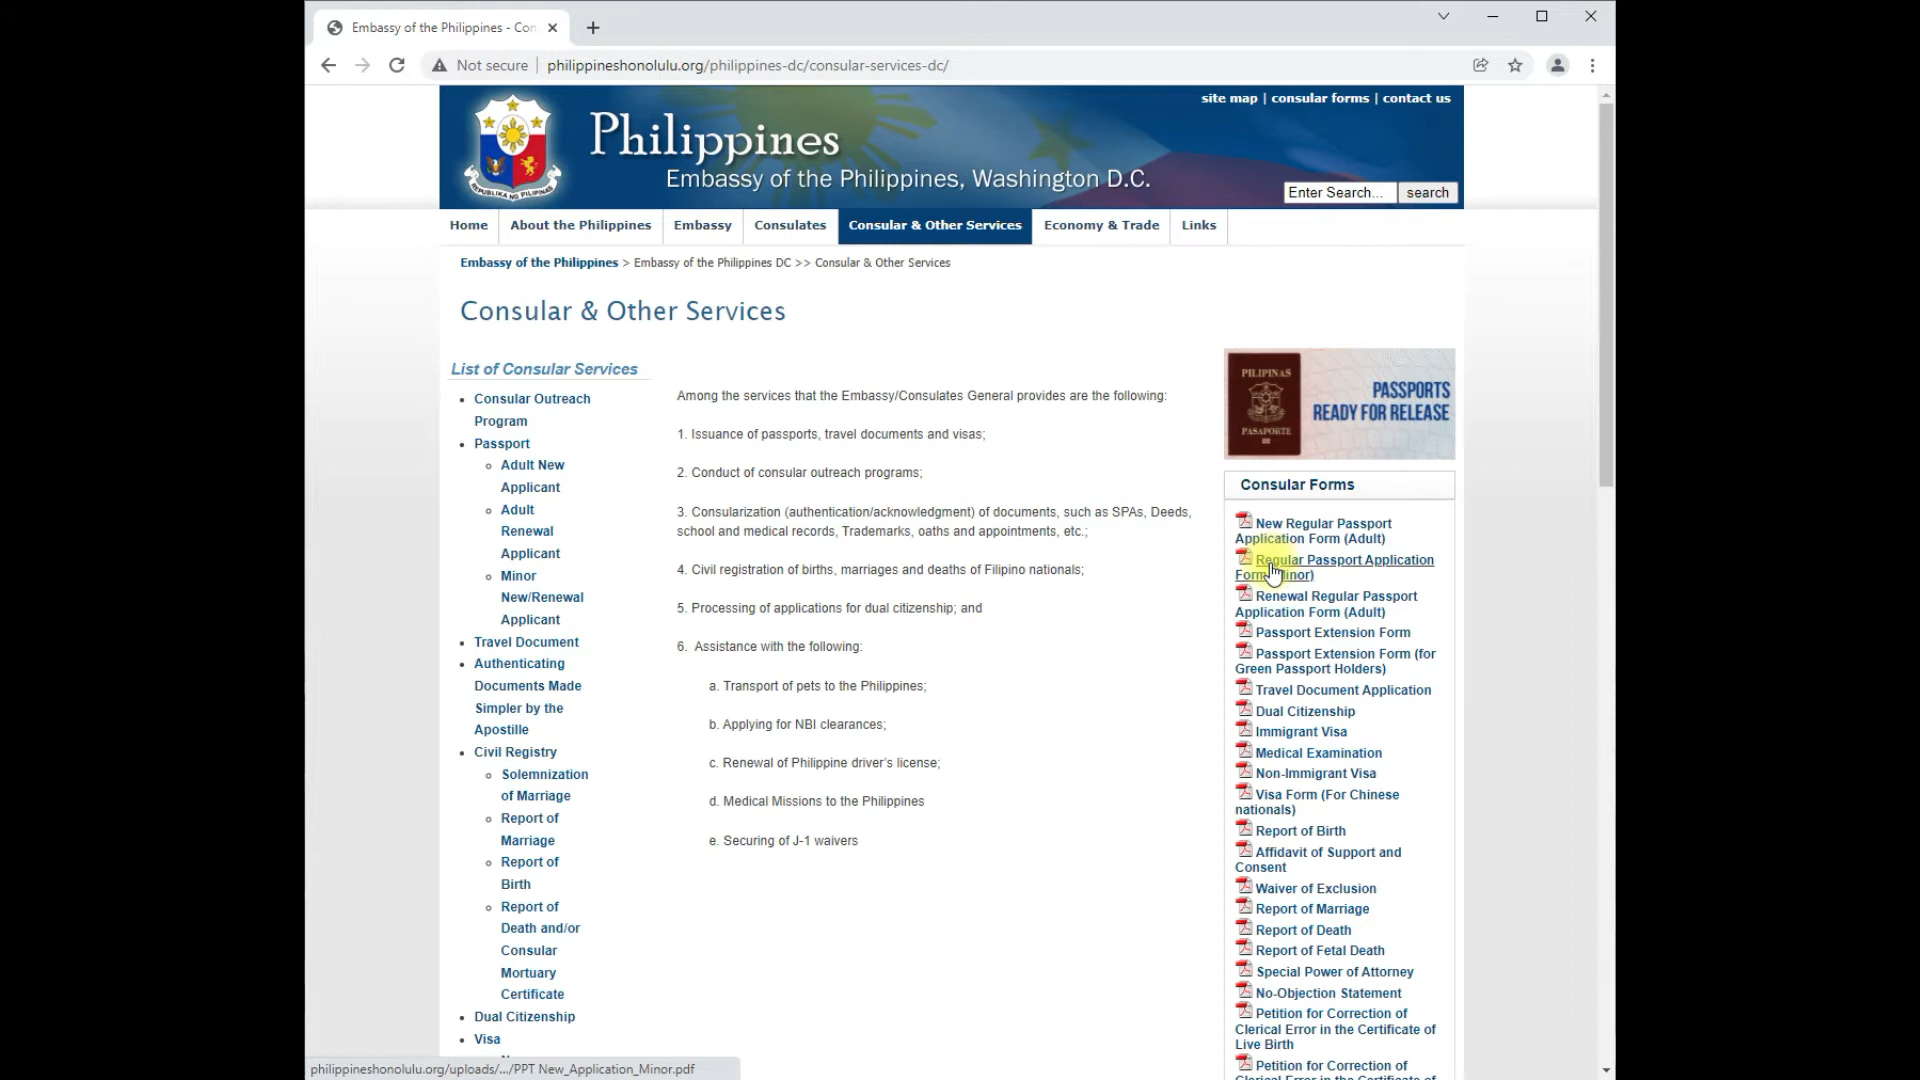 Embassy of the Philippines - Con
Not secure
philippineshonolulu.org/philippines-dc/consular-services-dc/
site map | consular forms | contact us
REPUBLIKA NG PILIPINAS
Philippines
Embassy of the Philippines, Washington D.C.
Enter Search...
search
Home
About the Philippines
Embassy
Consulates
Consular & Other Services
Economy & Trade
Links
Embassy of the Philippines > Embassy of the Philippines DC >> Consular & Other Services
Consular & Other Services
List of Consular Services
Consular Outreach
Program
Passport
Adult New
Applicant
Adult
Renewal
Applicant
Minor
New/Renewal
Applicant
Travel Document
Authenticating
Documents Made
Simpler by the
Apostille
Civil Registry
Solemnization
of Marriage
Report of
Marriage
Report of
Birth
Report of
Death and/or
Consular
Mortuary
Certificate
Dual Citizenship
Visa
Among the services that the Embassy/Consulates General provides are the following:
1. Issuance of passports, travel documents and visas;
2. Conduct of consular outreach programs;
3. Consularization (authentication/acknowledgment) of documents, such as SPAs, Deeds,
school and medical records, Trademarks, oaths and appointments, etc.;
4. Civil registration of births, marriages and deaths of Filipino nationals;
5. Processing of applications for dual citizenship; and
6. Assistance with the following:
a. Transport of pets to the Philippines;
b. Applying for NBI clearances;
c. Renewal of Philippine driver's license;
d. Medical Missions to the Philippines
e. Securing of J-1 waivers
PILIPINAS
PASAPORTE
PASSPORTS
READY FOR RELEASE
Consular Forms
New Regular Passport
Application Form (Adult)
Regular Passport Application
Form (Minor)
Renewal Regular Passport
Application Form (Adult)
Passport Extension Form
Passport Extension Form (for
Green Passport Holders)
Travel Document Application
Dual Citizenship
Immigrant Visa
Medical Examination
Non-Immigrant Visa
Visa Form (For Chinese
nationals)
Report of Birth
Affidavit of Support and
Consent
Waiver of Exclusion
Report of Marriage
Report of Death
Report of Fetal Death
Special Power of Attorney
No-Objection Statement
Petition for Correction of
Clerical Error in the Certificate of
Live Birth
Petition for Correction of
Clerical Error in the Certificate of
philippineshonolulu.org/uploads/.../PPT New_Application_Minor.pdf